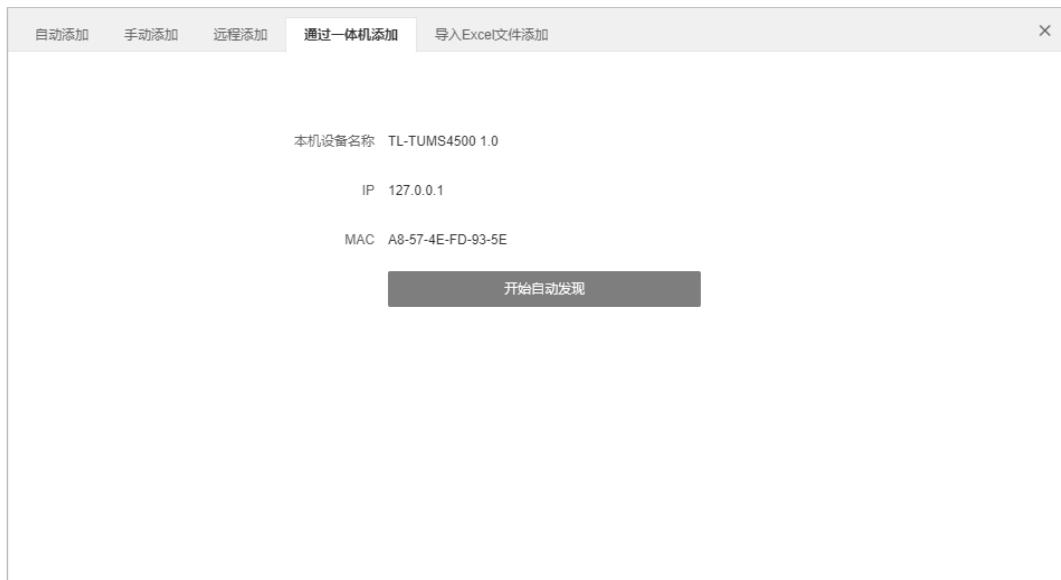 自动添加 手动添加 远程添加 通过一体机添加 导入Excel文件添加
本机设备名称 TL-TUMS4500 1.0
IP 127.0.0.1
MAC A8-57-4E-FD-93-5E
开始自动发现